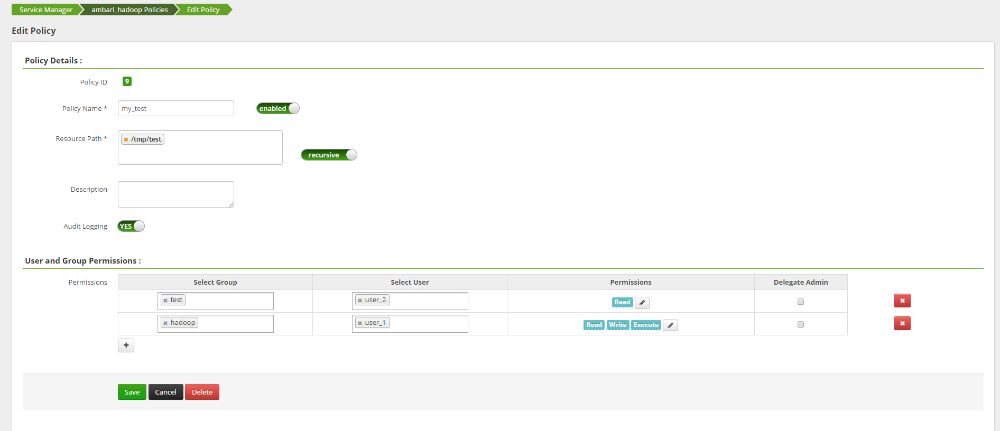 Service Manager ambari_hadoop Policies Edit Policy
Edit Policy
Policy Details :
Policy ID 9
Policy Name * my_test enabled
Resource Path * /tmp/test
recursive
Description
Audit Logging YES
User and Group Permissions :
Permissions Select Group Select User Permissions Delegate Admin
test user_2 Read
hadoop user_1 Read Write Execute
Save Cancel Delete